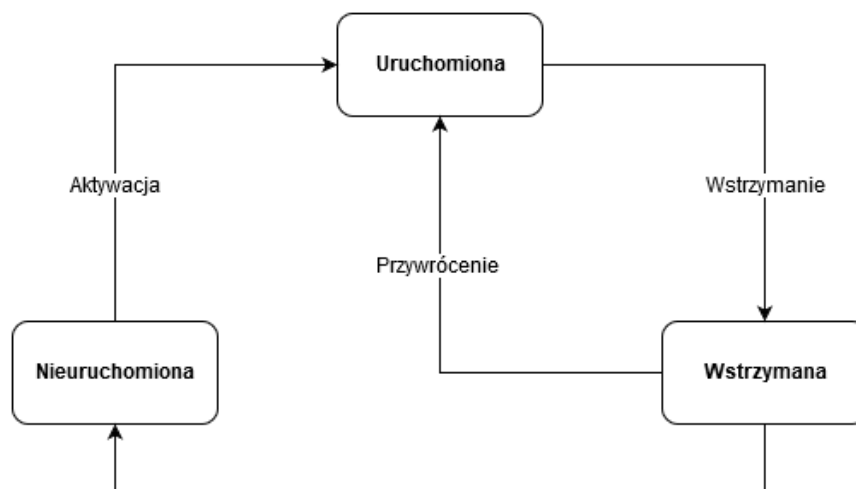 Uruchomiona
Aktywacja
Wstrzymanie
Przywrócenie
Nieuruchomiona
Wstrzymana